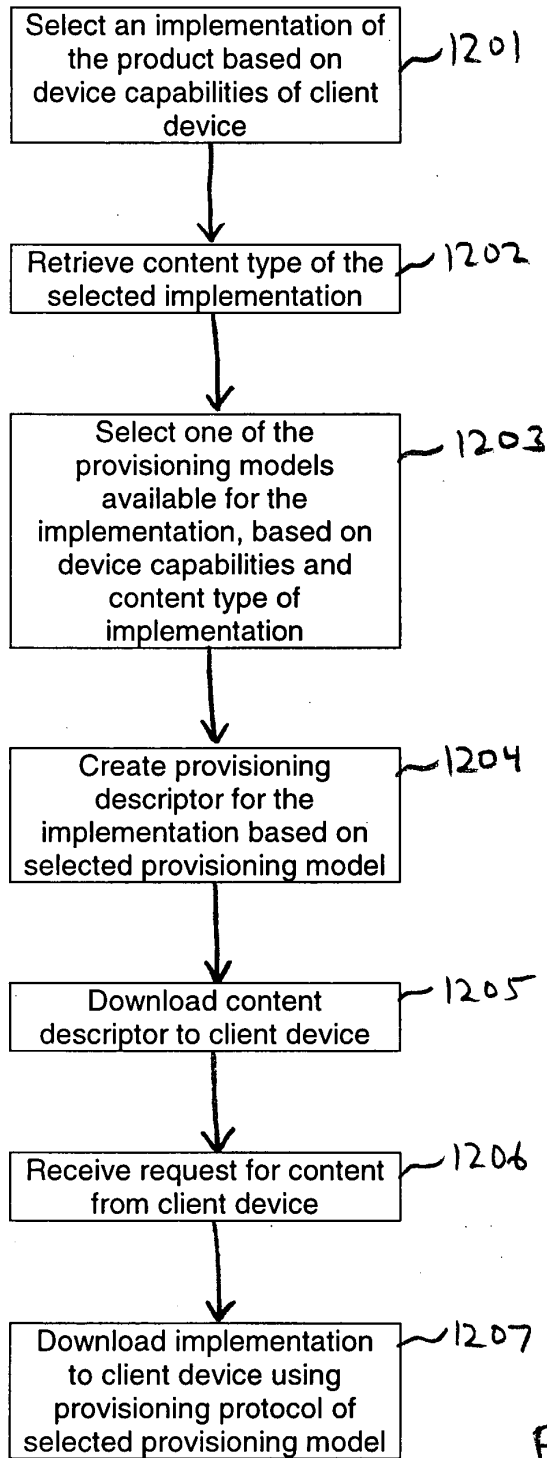 Select an implementation of
the product based on
device capabilities of client
device
1201
Retrieve content type of the
selected implementation
1202
Select one of the
provisioning models
available for the
implementation, based on
device capabilities and
content type of
implementation
1203
Create provisioning
descriptor for the
implementation based on
selected provisioning model
1204
Download content
descriptor to client device
1205
Receive request for content
from client device
1206
Download implementation
to client device using
provisioning protocol of
selected provisioning model
1207
F